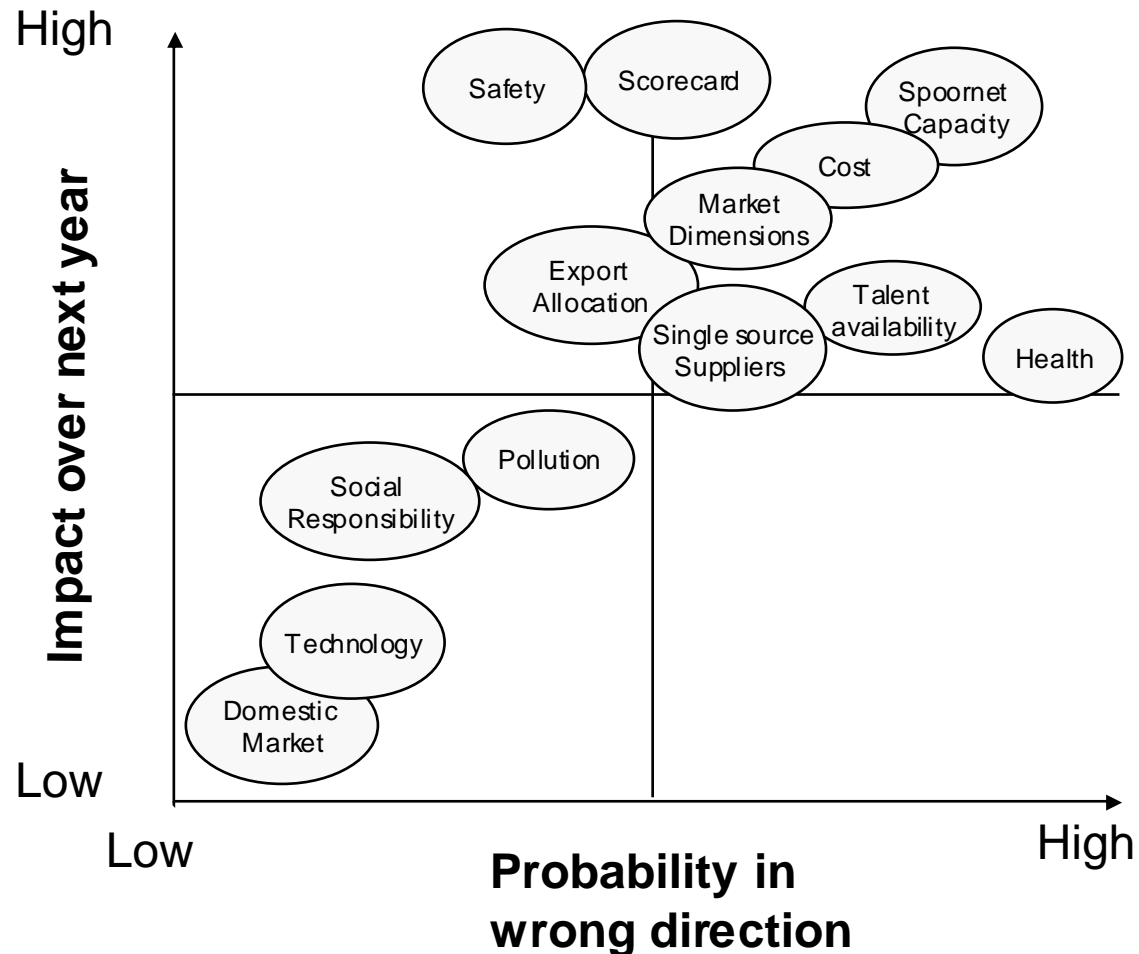 High
Safety
Scorecard
Spoornet
Capacity
Cost
Market
Dimensions
Export
Allocation
Talent
availability
Single source
Suppliers
Health
Impact over next year
Pollution
Social
Responsibility
Technology
Domestic
Market
Low
Low
High
Probability in
wrong direction